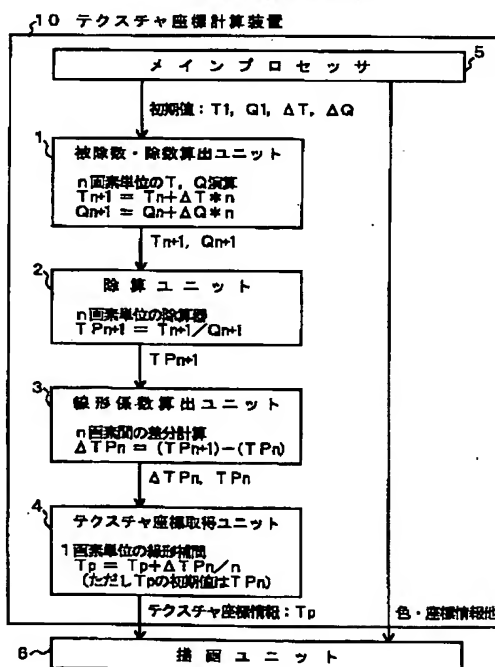 10 テクスチャ座標計算装置
メインプロセッサ
5
初期値：T1, Q1, ΔT, ΔQ
1
被除数・除数算出ユニット
n画素単位のT，Q演算
Tn+1 = Tn+ΔT*n
Qn+1 = Qn+ΔQ*n
Tn+1, Qn+1
2
除算ユニット
n画素単位の除算器
TPn+1 = Tn+1/Qn+1
TPn+1
3
線形係数算出ユニット
n画素間の差分計算
ΔTPn = (TPn+1)-(TPn)
ΔTPn, TPn
4
テクスチャ座標取得ユニット
1画素単位の線形補間
Tp = Tp+ΔTPn/n
(ただしTpの初期値はTPn)
テクスチャ座標情報：Tp
色・座標情報他
6
描画ユニット